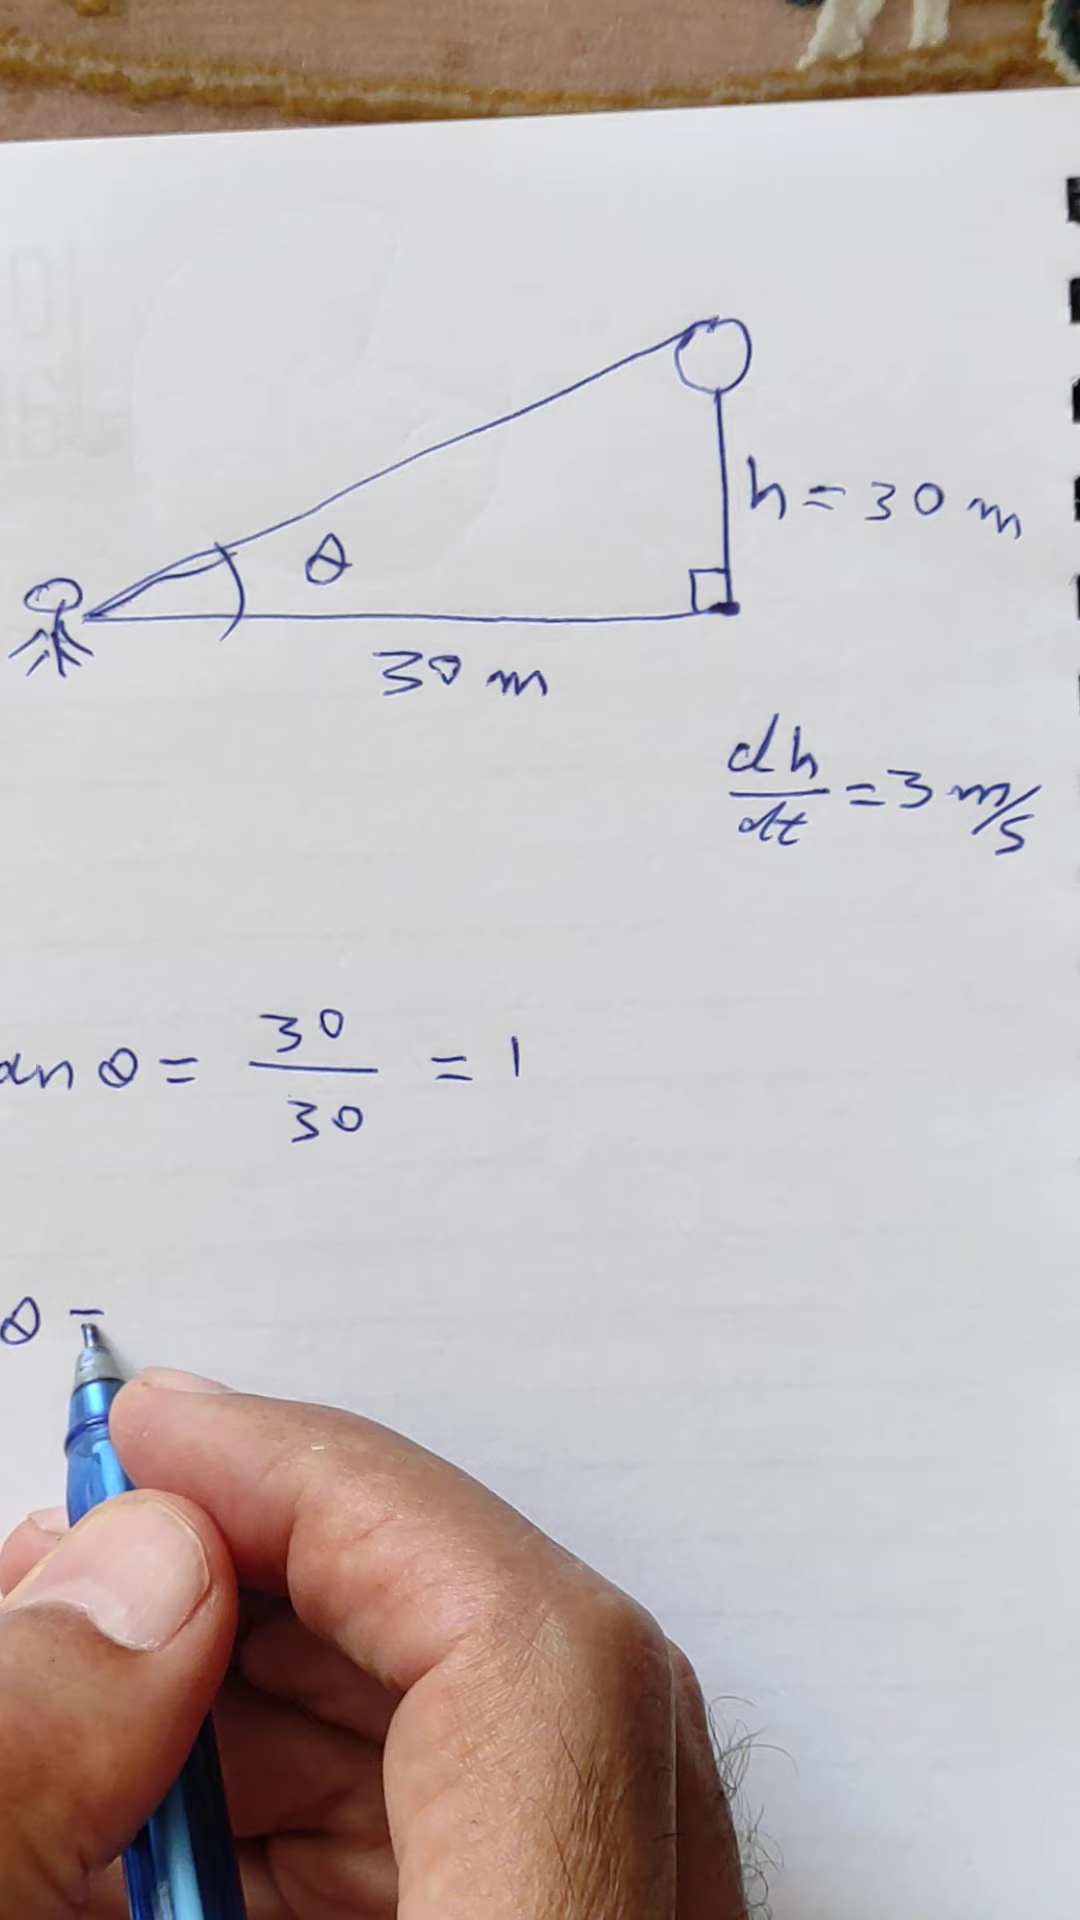 h = 30 m
θ
30 m
dh/dt = 3 m/s
an θ = 30/30 = 1
θ =